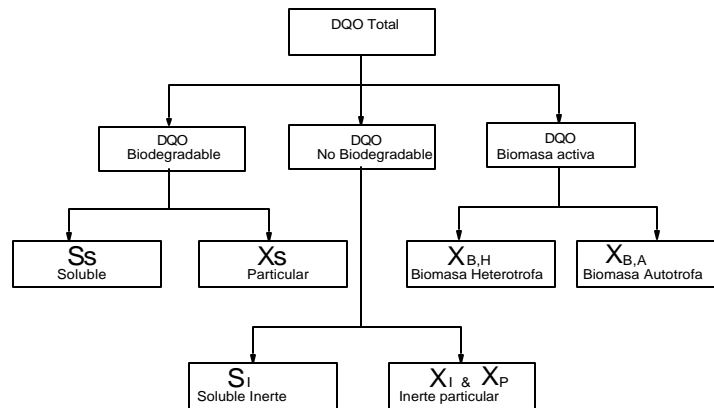 DQO Total
DQO
Biodegradable
DQO
No Biodegradable
DQO
Biomasa activa
Ss
Soluble
Xs
Particular
XB,H
Biomasa Heterotrofa
XB,A
Biomasa Autotrofa
SI
Soluble Inerte
XI & XP
Inerte particular